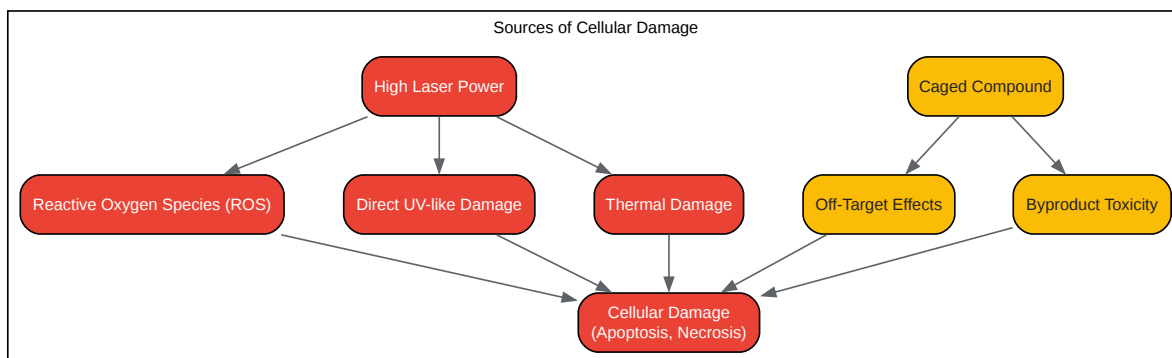 Sources of Cellular Damage
High Laser Power
Caged Compound
Reactive Oxygen Species (ROS)
Direct UV-like Damage
Thermal Damage
Off-Target Effects
Byproduct Toxicity
Cellular Damage
(Apoptosis, Necrosis)